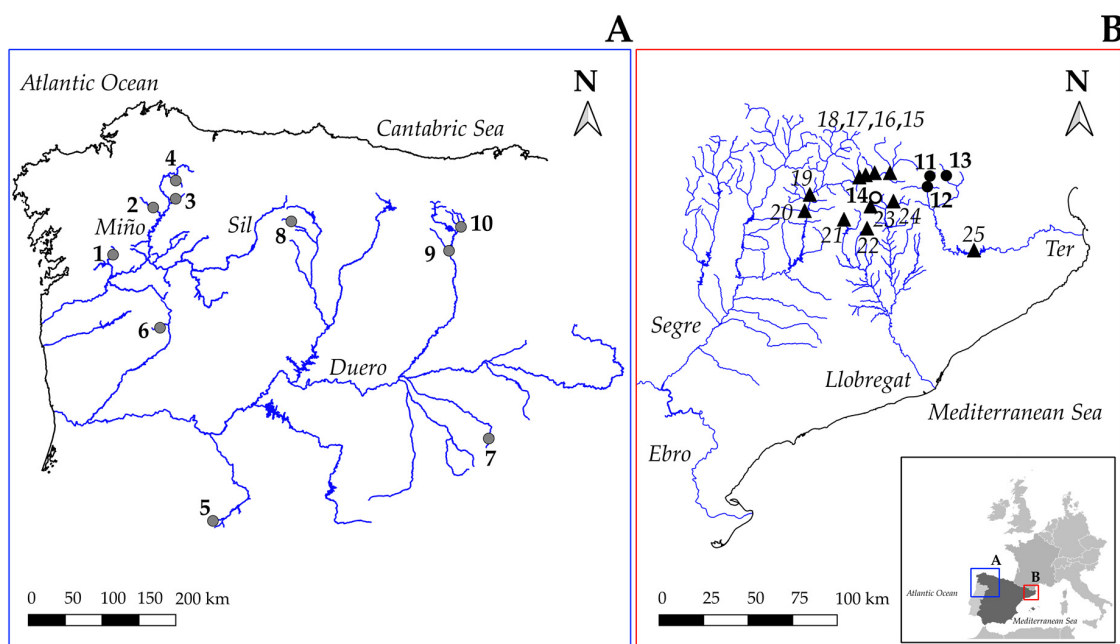 A
B
Atlantic Ocean
N
Cantabric Sea
4
2
3
Miño
Sil
1
8
10
9
6
Duero
7
5
0 50 100 150 200 km
N
18,17,16,15
11
13
19
14
12
20
23
24
21
22
25
Ter
Segre
Llobregat
Mediterranean Sea
Ebro
0 25 50 75 100 km
A
B
Atlantic Ocean
Mediterranean Sea